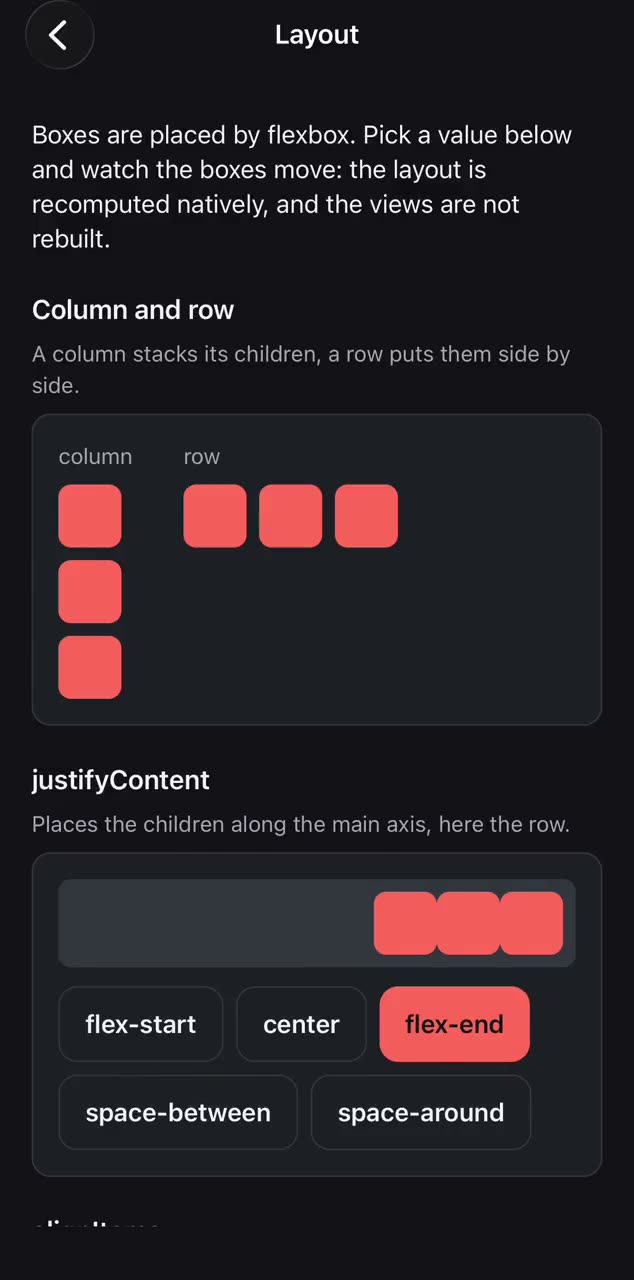 Layout
Boxes are placed by flexbox. Pick a value below
and watch the boxes move: the layout is
recomputed natively, and the views are not
rebuilt.
Column and row
A column stacks its children, a row puts them side by
side.
column row
justifyContent
Places the children along the main axis, here the row.
flex-start center flex-end
space-between space-around